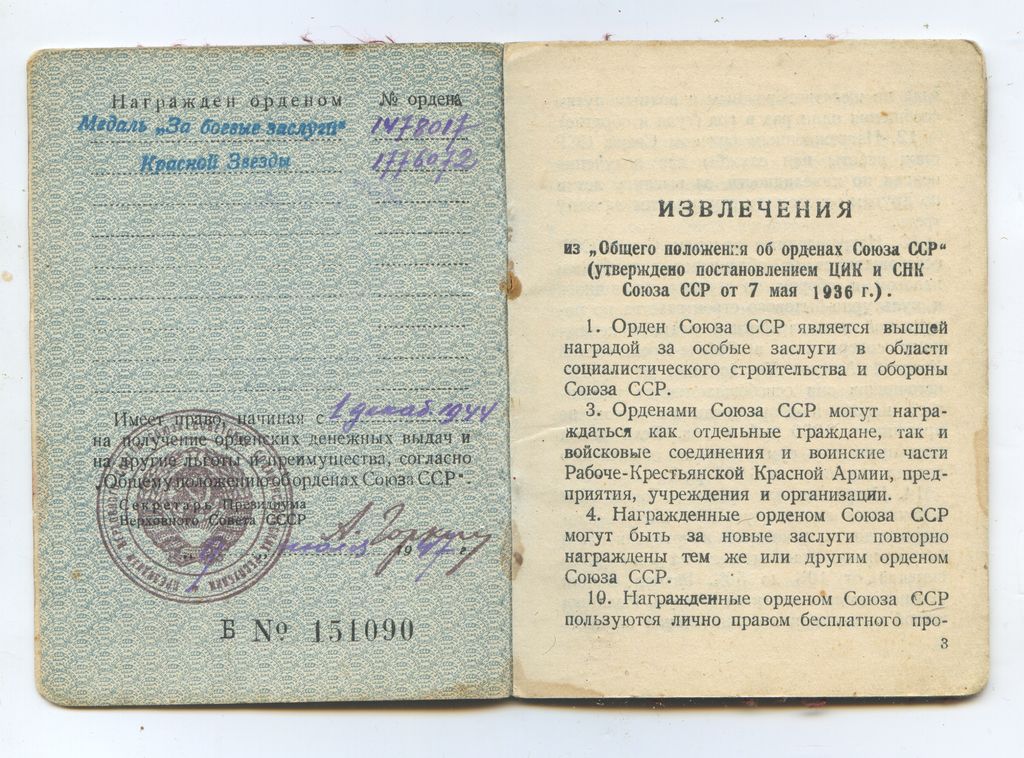 Награжден орденом № ордена
Медаль „За боевые заслуги“ 1478017
Красной Звезды 1776072
Имеет право, начиная с 1 декаб. 1944
на получение орденских денежных выдач и
на другие льготы и преимущества, согласно
„Общему положению об орденах Союза ССР“.
Секретарь Президиума
Верховного Совета СССР
июля 1947 г.
Б № 151090
ИЗВЛЕЧЕНИЯ
из „Общего положения об орденах Союза ССР“
(утверждено постановлением ЦИК и СНК
Союза ССР от 7 мая 1936 г.).
1. Орден Союза ССР является высшей
наградой за особые заслуги в области
социалистического строительства и обороны
Союза ССР.
3. Орденами Союза ССР могут награ-
ждаться как отдельные граждане, так и
войсковые соединения и воинские части
Рабоче-Крестьянской Красной Армии, пред-
приятия, учреждения и организации.
4. Награжденные орденом Союза ССР
могут быть за новые заслуги повторно
награждены тем же или другим орденом
Союза ССР.
10. Награжденные орденом Союза ССР
пользуются лично правом бесплатного про-
3